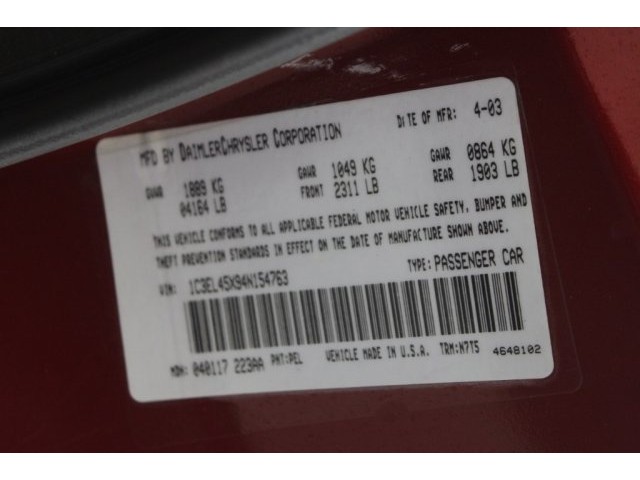 MFD BY DAIMLERCHRYSLER CORPORATION DATE OF MFR: 4-03
GVWR 1889 KG GAWR 1049 KG GAWR 0864 KG
04164 LB FRONT 2311 LB REAR 1903 LB
THIS VEHICLE CONFORMS TO ALL APPLICABLE FEDERAL MOTOR VEHICLE SAFETY, BUMPER AND
THEFT PREVENTION STANDARDS IN EFFECT ON THE DATE OF MANUFACTURE SHOWN ABOVE.
VIN: 1C3EL45X94N154763 TYPE: PASSENGER CAR
MDH: 040117 223AA PNT:PEL VEHICLE MADE IN U.S.A. TRM:N7T5 4648102